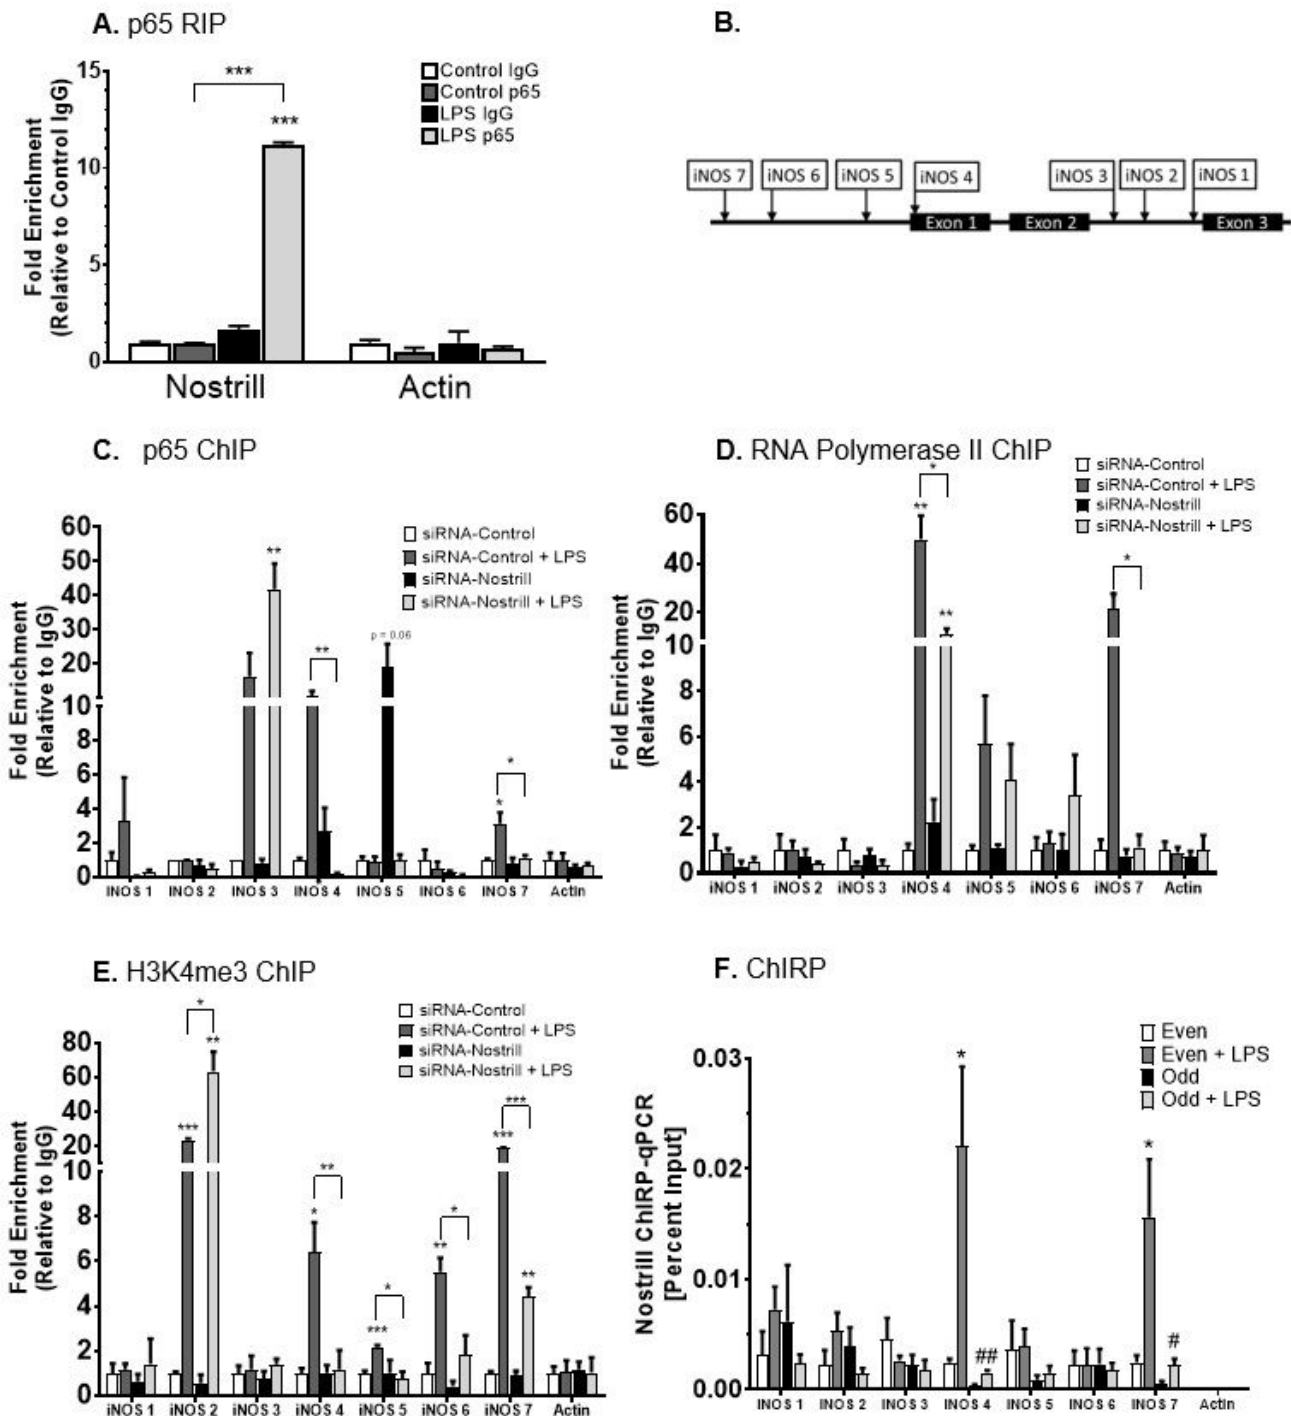 A. p65 RIP
Fold Enrichment
(Relative to Control IgG)
15
10
5
0
***
***
Control IgG
Control p65
LPS IgG
LPS p65
Nostrill Actin
B.
iNOS 7 iNOS 6 iNOS 5 iNOS 4 iNOS 3 iNOS 2 iNOS 1
Exon 1 Exon 2 Exon 3
C. p65 ChIP
Fold Enrichment
(Relative to IgG)
60
50
40
30
20
10
8
6
4
2
0
siRNA-Control
siRNA-Control + LPS
siRNA-Nostrill
siRNA-Nostrill + LPS
**
**
p = 0.06
*
*
iNOS 1 iNOS 2 iNOS 3 iNOS 4 iNOS 5 iNOS 6 iNOS 7 Actin
D. RNA Polymerase II ChIP
Fold Enrichment
(Relative to IgG)
60
40
20
10
8
6
4
2
0
siRNA-Control
siRNA-Control + LPS
siRNA-Nostrill
siRNA-Nostrill + LPS
*
**
**
*
iNOS 1 iNOS 2 iNOS 3 iNOS 4 iNOS 5 iNOS 6 iNOS 7 Actin
E. H3K4me3 ChIP
Fold Enrichment
(Relative to IgG)
80
60
40
20
10
8
6
4
2
0
siRNA-Control
siRNA-Control + LPS
siRNA-Nostrill
siRNA-Nostrill + LPS
*
**
***
**
*
*
***
*
**
***
***
**
iNOS 1 iNOS 2 iNOS 3 iNOS 4 iNOS 5 iNOS 6 iNOS 7 Actin
F. ChIRP
Nostrill ChIRP-qPCR
[Percent Input]
0.03
0.02
0.01
0.00
Even
Even + LPS
Odd
Odd + LPS
*
##
*
#
iNOS 1 iNOS 2 iNOS 3 iNOS 4 iNOS 5 iNOS 6 iNOS 7 Actin